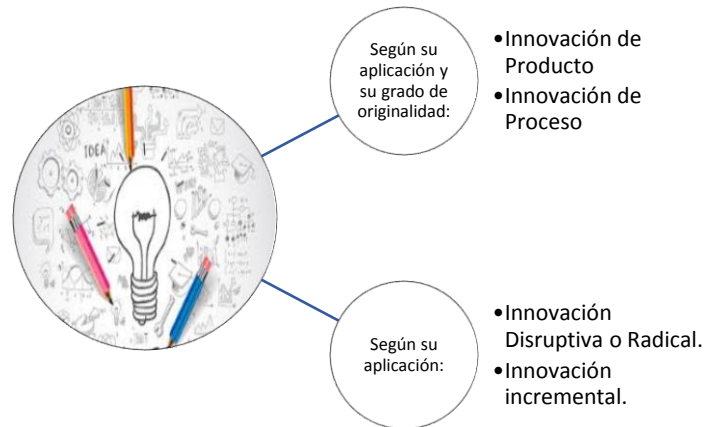 Según su
aplicación y
su grado de
originalidad:
•Innovación de
Producto
•Innovación de
Proceso
IDEA
Según su
aplicación:
•Innovación
Disruptiva o Radical.
•Innovación
incremental.